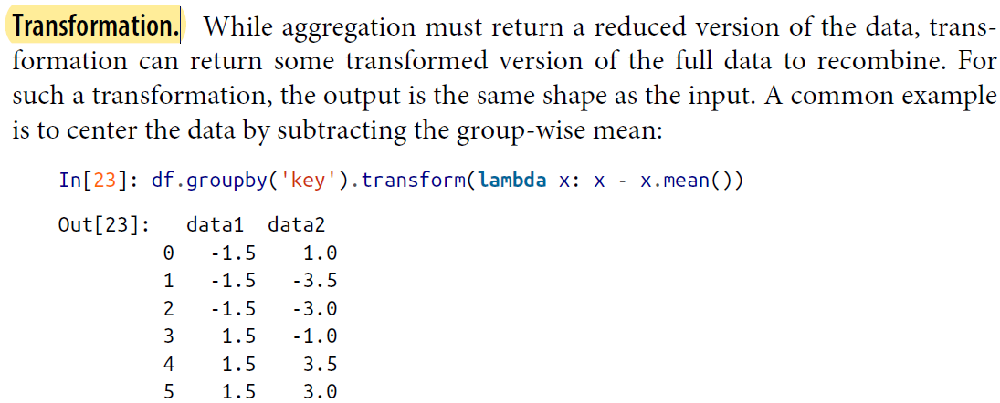 Transformation. While aggregation must return a reduced version of the data, trans-
formation can return some transformed version of the full data to recombine. For
such a transformation, the output is the same shape as the input. A common example
is to center the data by subtracting the group-wise mean:
In[23]: df.groupby('key').transform(lambda x: x - x.mean())
Out[23]:   data1  data2
0   -1.5    1.0
1   -1.5   -3.5
2   -1.5   -3.0
3    1.5   -1.0
4    1.5    3.5
5    1.5    3.0